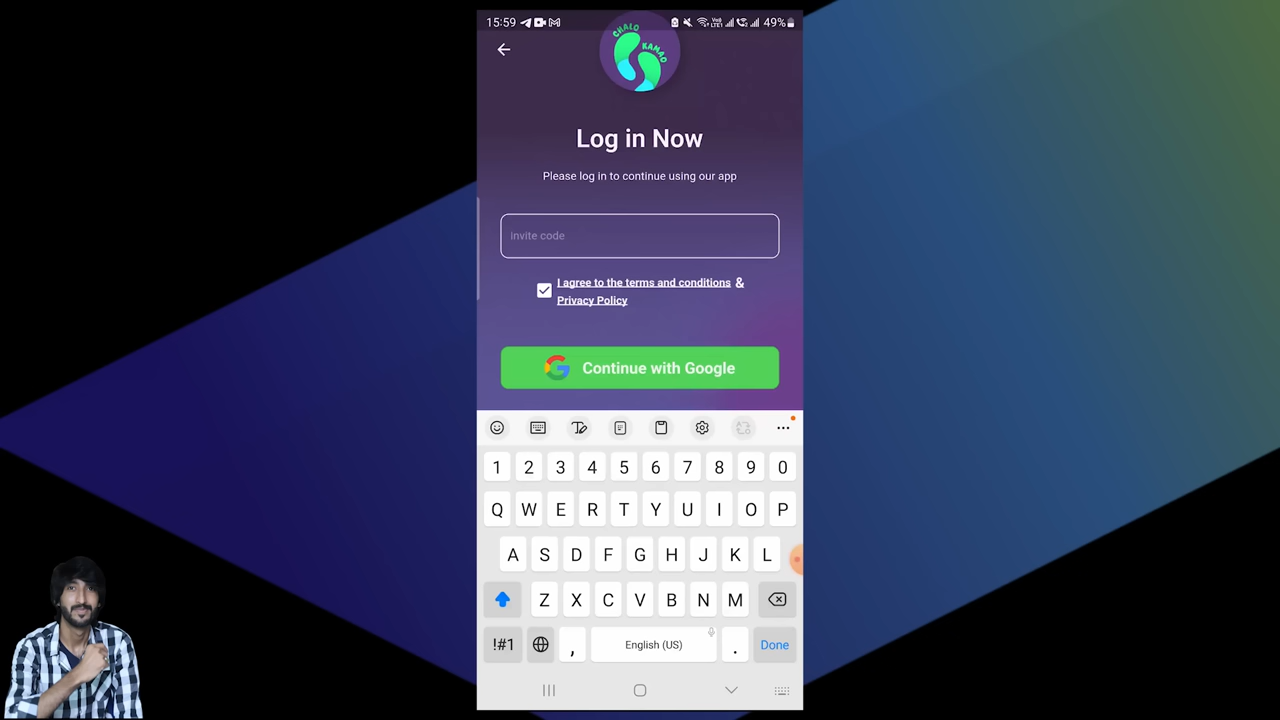 15:59
Vo))
LTE1
49%
CHALO
KAMAO
Log in Now
Please log in to continue using our app
Invite code
I agree to the terms and conditions &
Privacy Policy
Continue with Google
1 2 3 4 5 6 7 8 9 0
Q W E R T Y U I O P
A S D F G H J K L
Z X C V B N M
!#1 , English (US) . Done